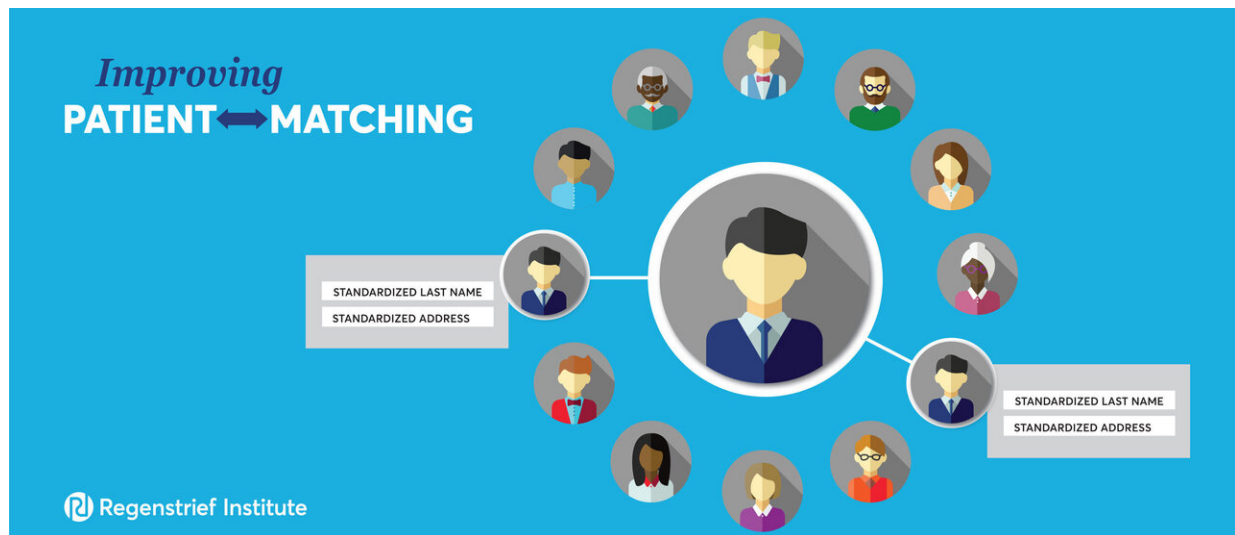 Improving
PATIENT↔MATCHING
STANDARDIZED LAST NAME
STANDARDIZED ADDRESS
STANDARDIZED LAST NAME
STANDARDIZED ADDRESS
Regenstrief Institute